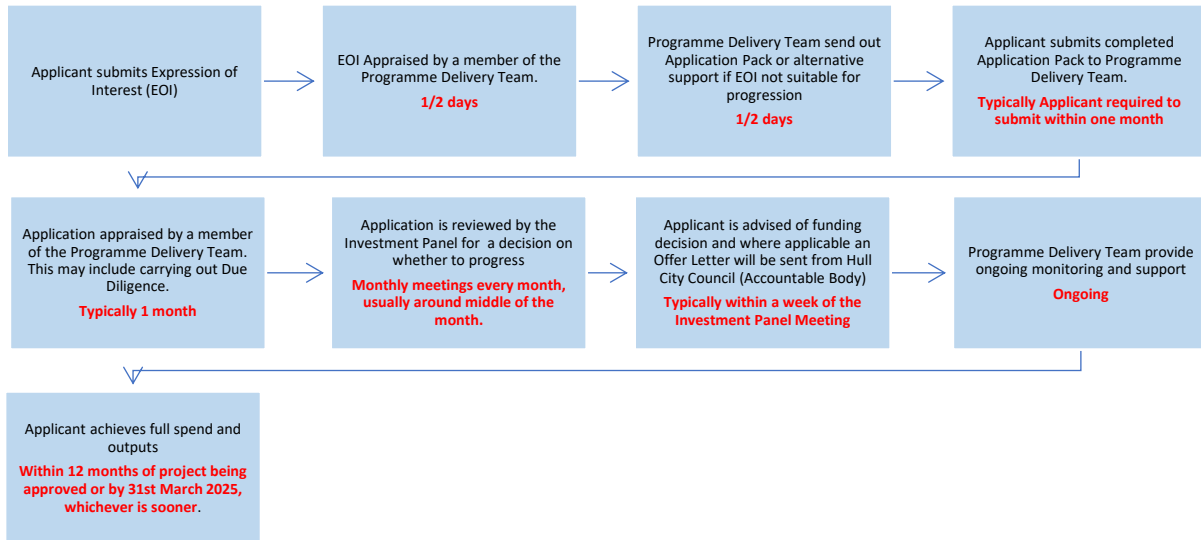 Applicant submits Expression of
Interest (EOI)
EOI Appraised by a member of the
Programme Delivery Team.
1/2 days
Programme Delivery Team send out
Application Pack or alternative
support if EOI not suitable for
progression
1/2 days
Applicant submits completed
Application Pack to Programme
Delivery Team.
Typically Applicant required to
submit within one month
Application appraised by a member
of the Programme Delivery Team.
This may include carrying out Due
Diligence.
Typically 1 month
Application is reviewed by the
Investment Panel for a decision on
whether to progress
Monthly meetings every month,
usually around middle of the
month.
Applicant is advised of funding
decision and where applicable an
Offer Letter will be sent from Hull
City Council (Accountable Body)
Typically within a week of the
Investment Panel Meeting
Programme Delivery Team provide
ongoing monitoring and support
Ongoing
Applicant achieves full spend and
outputs
Within 12 months of project being
approved or by 31st March 2025,
whichever is sooner.